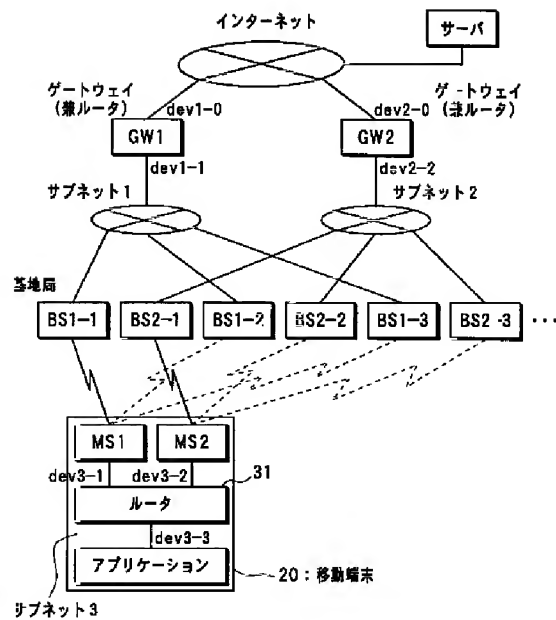 インターネット
サーバ
ゲートウェイ
(兼ルータ)
dev1-0
dev2-0
ゲートウェイ
(兼ルータ)
GW1
GW2
dev1-1
dev2-2
サブネット1
サブネット2
基地局
BS1-1
BS2-1
BS1-2
BS2-2
BS1-3
BS2-3
...
MS1
MS2
dev3-1
dev3-2
31
ルータ
dev3-3
アプリケーション
20:移動端末
サブネット3